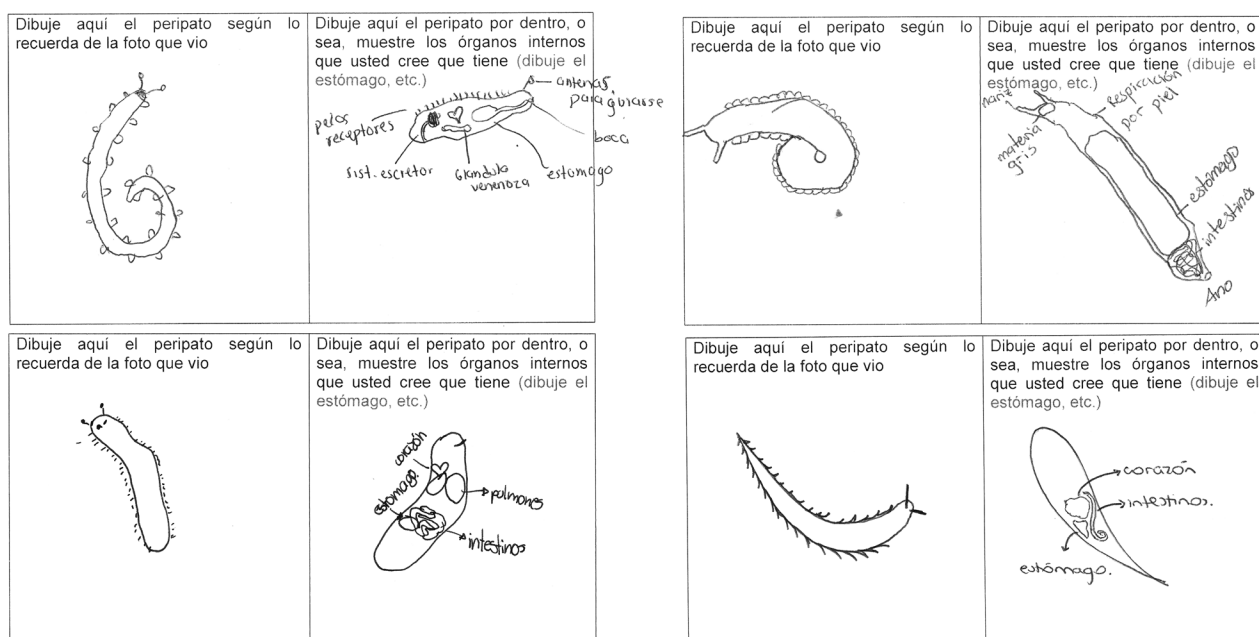 Dibuje aquí el peripato según lo
recuerda de la foto que vio
Dibuje aquí el peripato por dentro, o
sea, muestre los órganos internos
que usted cree que tiene (dibuje el
estómago, etc.)
antenas
para guiarse
pelos
receptores
boca
sist. escretor
Glándula
venenoza
estomago
Dibuje aquí el peripato según lo
recuerda de la foto que vio
Dibuje aquí el peripato por dentro, o
sea, muestre los órganos internos
que usted cree que tiene (dibuje el
estómago, etc.)
nariz
Respiración
por piel
materia
gris
estomago
intestinos
Ano
Dibuje aquí el peripato según lo
recuerda de la foto que vio
Dibuje aquí el peripato por dentro, o
sea, muestre los órganos internos
que usted cree que tiene (dibuje el
estómago, etc.)
corazón
estomago.
pulmones
intestinos
Dibuje aquí el peripato según lo
recuerda de la foto que vio
Dibuje aquí el peripato por dentro, o
sea, muestre los órganos internos
que usted cree que tiene (dibuje el
estómago, etc.)
corazón
intestinos.
estómago.